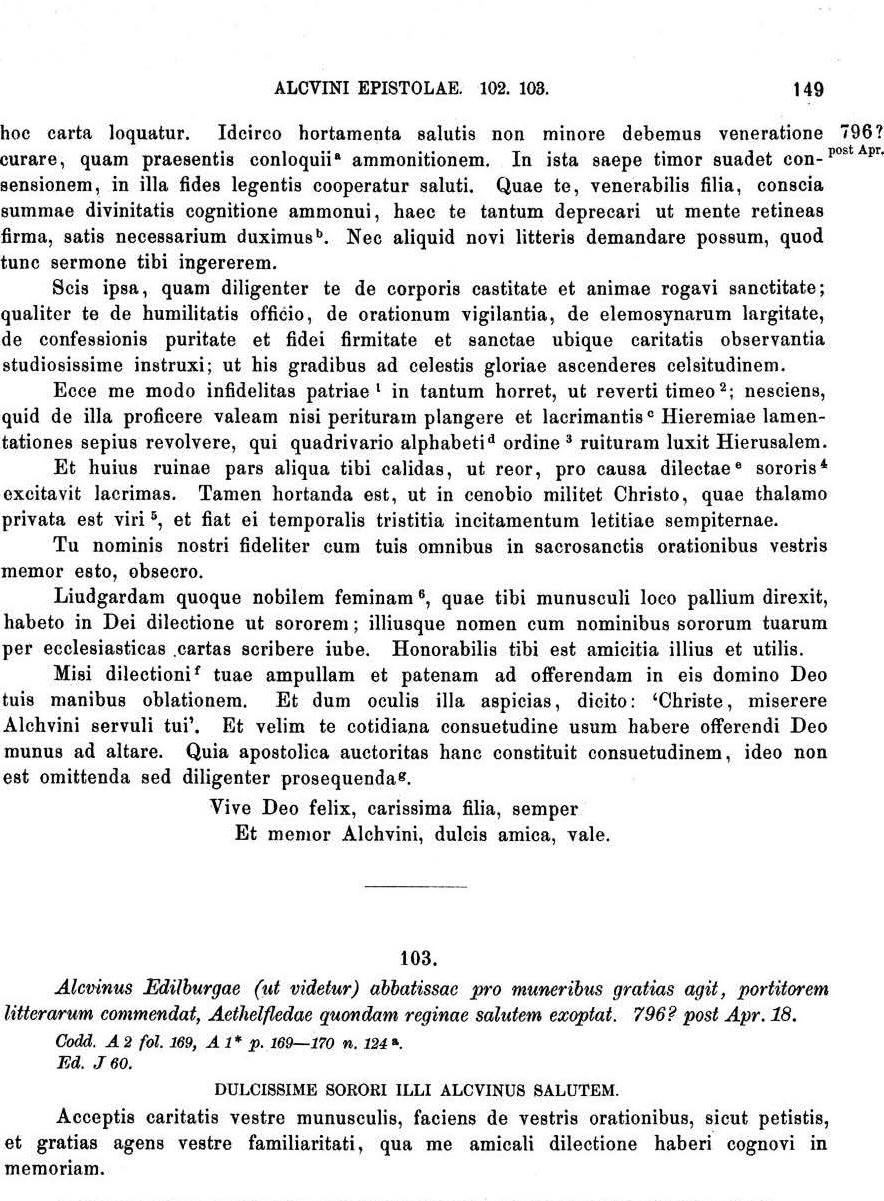 ALCVINI EPISTOLAE. 102. 103. 149
hoc carta loquatur. Idcirco hortamenta salutis non minore debemus veneratione 796?
curare, quam praesentis conloquiiᵃ ammonitionem. In ista saepe timor suadet con- post Apr.
sensionem, in illa fides legentis cooperatur saluti. Quae te, venerabilis filia, conscia
summae divinitatis cognitione ammonui, haec te tantum deprecari ut mente retineas
firma, satis necessarium duximusᵇ. Nec aliquid novi litteris demandare possum, quod
tunc sermone tibi ingererem.
Scis ipsa, quam diligenter te de corporis castitate et animae rogavi sanctitate;
qualiter te de humilitatis officio, de orationum vigilantia, de elemosynarum largitate,
de confessionis puritate et fidei firmitate et sanctae ubique caritatis observantia
studiosissime instruxi; ut his gradibus ad celestis gloriae ascenderes celsitudinem.
Ecce me modo infidelitas patriae ¹ in tantum horret, ut reverti timeo ²; nesciens,
quid de illa proficere valeam nisi perituram plangere et lacrimantisᶜ Hieremiae lamen-
tationes sepius revolvere, qui quadrivario alphabetiᵈ ordine ³ ruituram luxit Hierusalem.
Et huius ruinae pars aliqua tibi calidas, ut reor, pro causa dilectaeᵉ sororis⁴
excitavit lacrimas. Tamen hortanda est, ut in cenobio militet Christo, quae thalamo
privata est viri ⁵, et fiat ei temporalis tristitia incitamentum letitiae sempiternae.
Tu nominis nostri fideliter cum tuis omnibus in sacrosanctis orationibus vestris
memor esto, obsecro.
Liudgardam quoque nobilem feminam ⁶, quae tibi munusculi loco pallium direxit,
habeto in Dei dilectione ut sororem; illiusque nomen cum nominibus sororum tuarum
per ecclesiasticas cartas scribere iube. Honorabilis tibi est amicitia illius et utilis.
Misi dilectioniᶠ tuae ampullam et patenam ad offerendam in eis domino Deo
tuis manibus oblationem. Et dum oculis illa aspicias, dicito: ‘Christe, miserere
Alchvini servuli tui’. Et velim te cotidiana consuetudine usum habere offerendi Deo
munus ad altare. Quia apostolica auctoritas hanc constituit consuetudinem, ideo non
est omittenda sed diligenter prosequendaᵍ.
Vive Deo felix, carissima filia, semper
Et memor Alchvini, dulcis amica, vale.
103.
Alcvinus Edilburgae (ut videtur) abbatissae pro muneribus gratias agit, portitorem
litterarum commendat, Aethelfledae quondam reginae salutem exoptat. 796? post Apr. 18.
Codd. A 2 fol. 169, A 1* p. 169—170 n. 124 ᵃ.
Ed. J 60.
DULCISSIME SORORI ILLI ALCVINUS SALUTEM.
Acceptis caritatis vestre munusculis, faciens de vestris orationibus, sicut petistis,
et gratias agens vestre familiaritati, qua me amicali dilectione haberi cognovi in
memoriam.